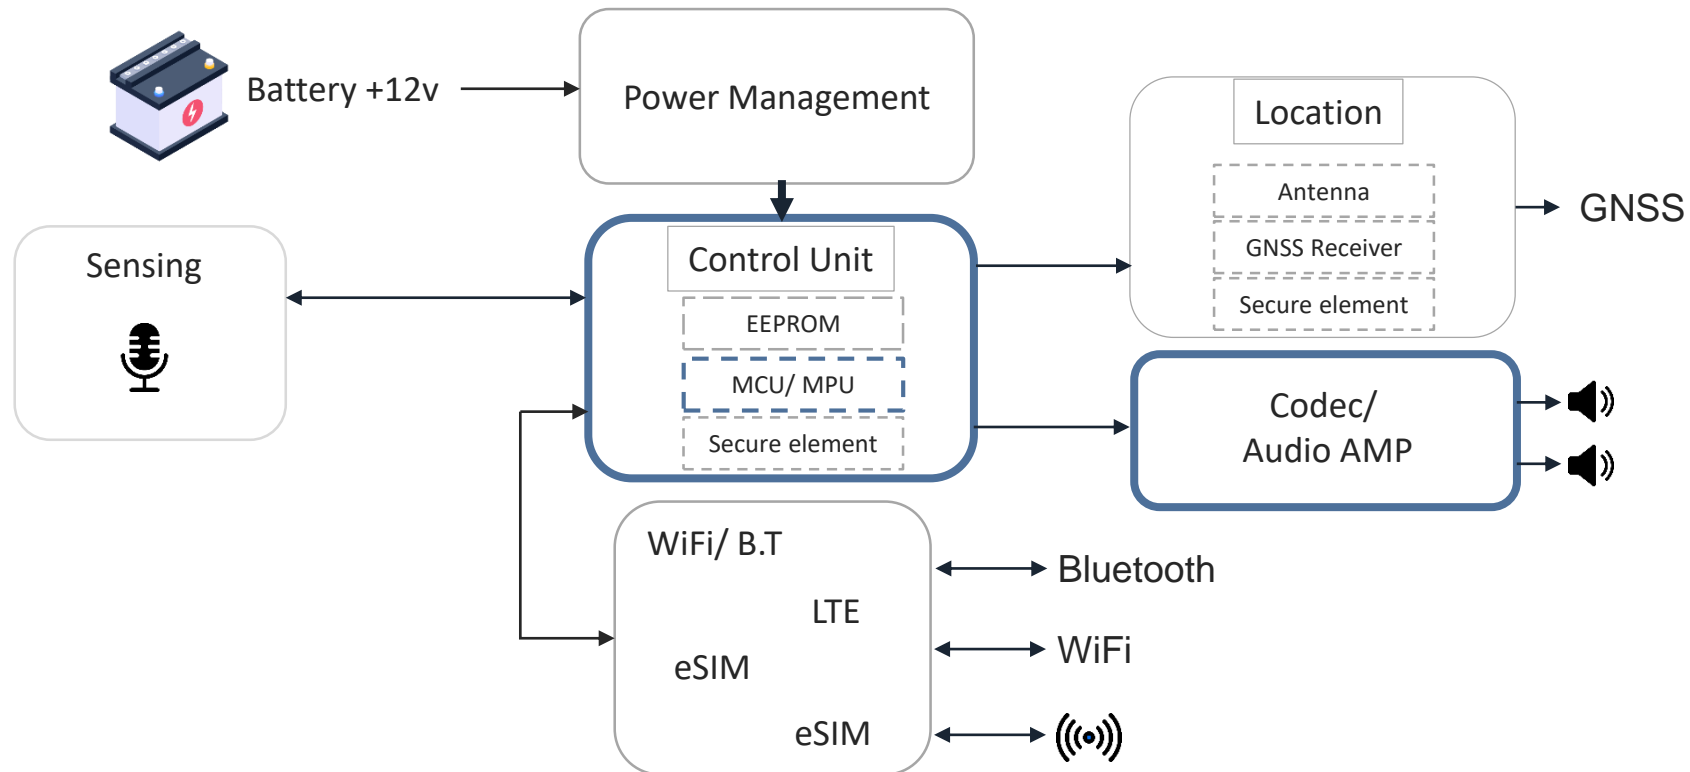 Battery +12v
Power Management
Location
Antenna
GNSS Receiver
Secure element
GNSS
Sensing
Control Unit
EEPROM
MCU/ MPU
Secure element
Codec/
Audio AMP
WiFi/ B.T
LTE
eSIM
eSIM
Bluetooth
WiFi